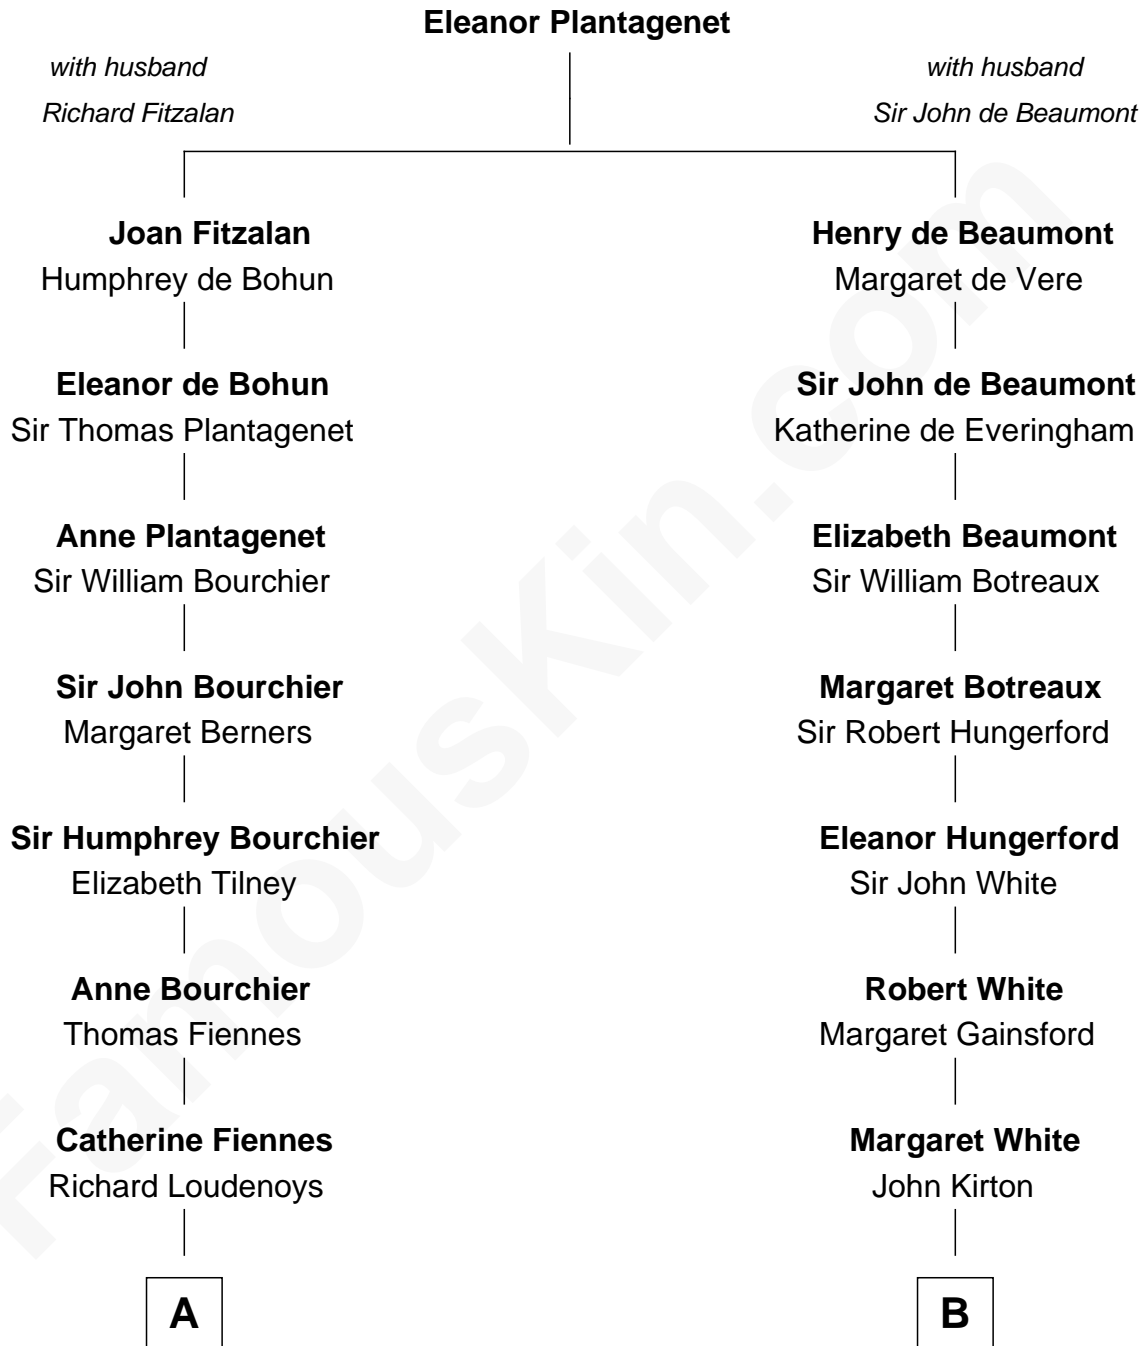 Eleanor Plantagenet
with husband
Richard Fitzalan
with husband
Sir John de Beaumont
Joan Fitzalan
Humphrey de Bohun
Henry de Beaumont
Margaret de Vere
Eleanor de Bohun
Sir Thomas Plantagenet
Sir John de Beaumont
Katherine de Everingham
Anne Plantagenet
Sir William Bourchier
Elizabeth Beaumont
Sir William Botreaux
Sir John Bourchier
Margaret Berners
Margaret Botreaux
Sir Robert Hungerford
Sir Humphrey Bourchier
Elizabeth Tilney
Eleanor Hungerford
Sir John White
Anne Bourchier
Thomas Fiennes
Robert White
Margaret Gainsford
Catherine Fiennes
Richard Loudenoys
Margaret White
John Kirton
A
B
FamousKin.com